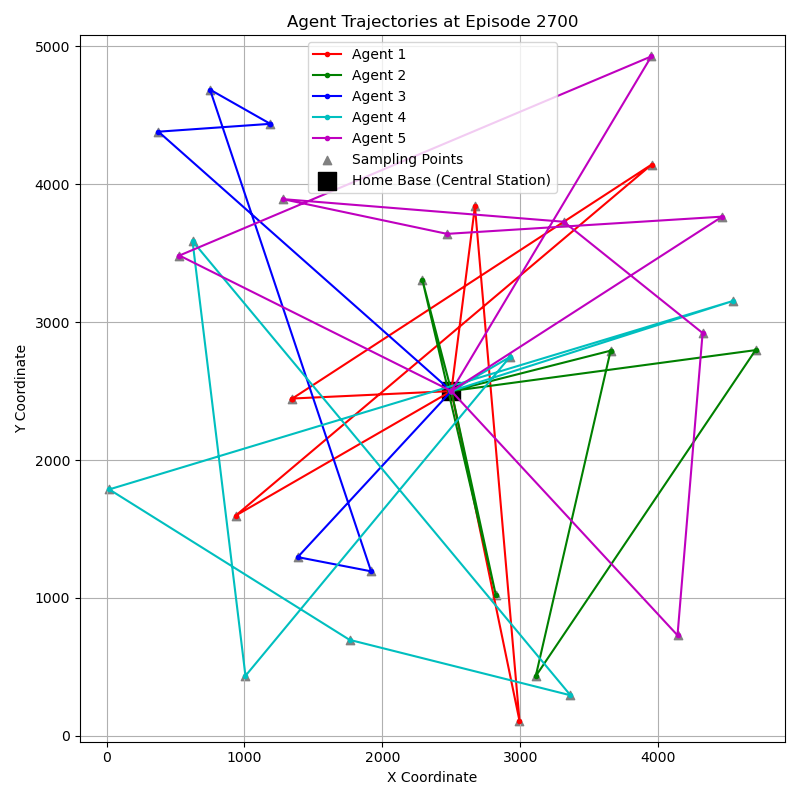 Agent Trajectories at Episode 2700
5000
4000
3000
2000
1000
0
Y Coordinate
Agent 1
Agent 2
Agent 3
Agent 4
Agent 5
Sampling Points
Home Base (Central Station)
0 1000 2000 3000 4000
X Coordinate